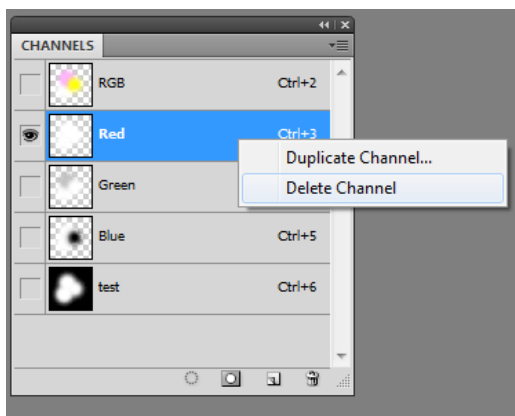 CHANNELS
RGB Ctrl+2
Red Ctrl+3
Duplicate Channel...
Green
Delete Channel
Blue Ctrl+5
test Ctrl+6